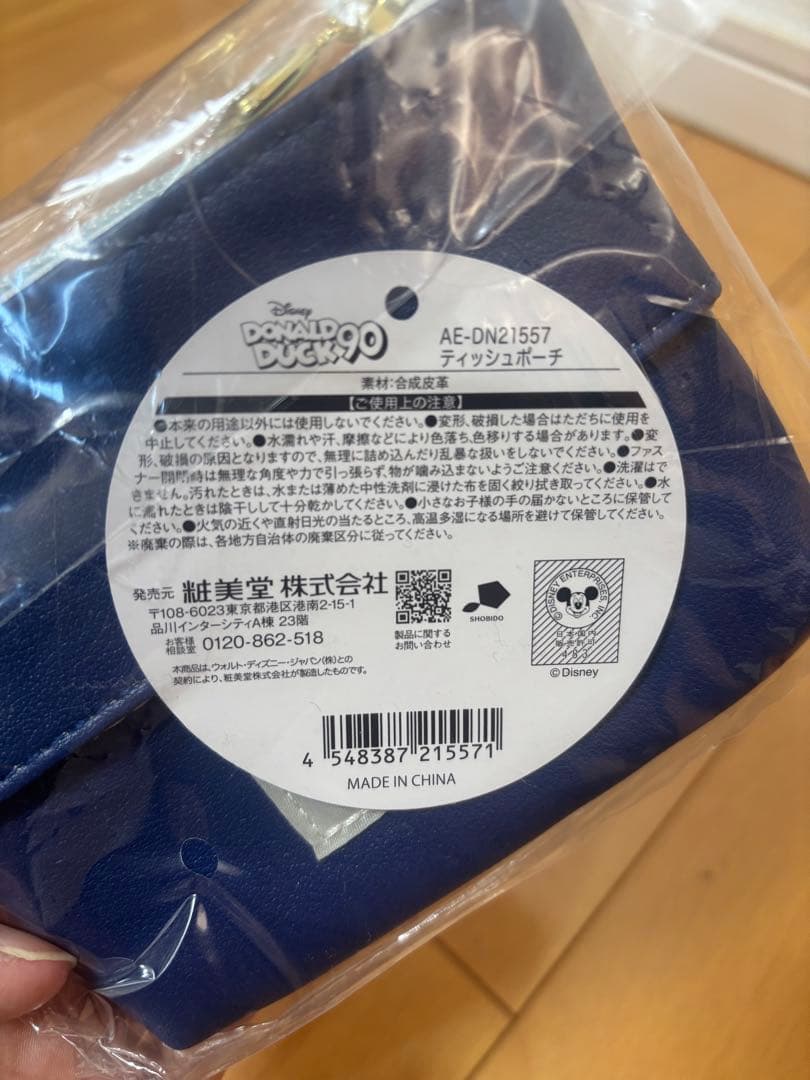 Disney
DONALD
DUCK 90
AE-DN21557
ティッシュポーチ
素材:合成皮革
【ご使用上の注意】
●本来の用途以外には使用しないでください。●変形、破損した場合はただちに使用を
中止してください。●水濡れや汗、摩擦などにより色落ち、色移りする場合があります。●変
形、破損の原因となりますので、無理に詰め込んだり乱暴な扱いをしないでください。●ファス
ナー開閉時は無理な角度や力で引っ張らず、物が噛み込まないようご注意ください。●洗濯はで
きません。汚れたときは、水または薄めた中性洗剤に浸けた布を固く絞り拭き取ってください。●水
に濡れたときは陰干しして十分乾かしてください。●小さなお子様の手の届かないところに保管して
ください。●火気の近くや直射日光の当たるところ、高温多湿になる場所を避けて保管してください。
※廃棄の際は、各地方自治体の廃棄区分に従ってください。
発売元 粧美堂 株式会社
〒108-6023東京都港区港南2-15-1
品川インターシティA棟 23階
お客様
相談室 0120-862-518
製品に関する
お問い合わせ
SHOBIDO
本商品は、ウォルト・ディズニー・ジャパン(株)との
契約により、粧美堂株式会社が製造したものです。
©DISNEY ENTERPRISES, INC.
日本国内
販売許可
483
©Disney
4 548387 215571
MADE IN CHINA